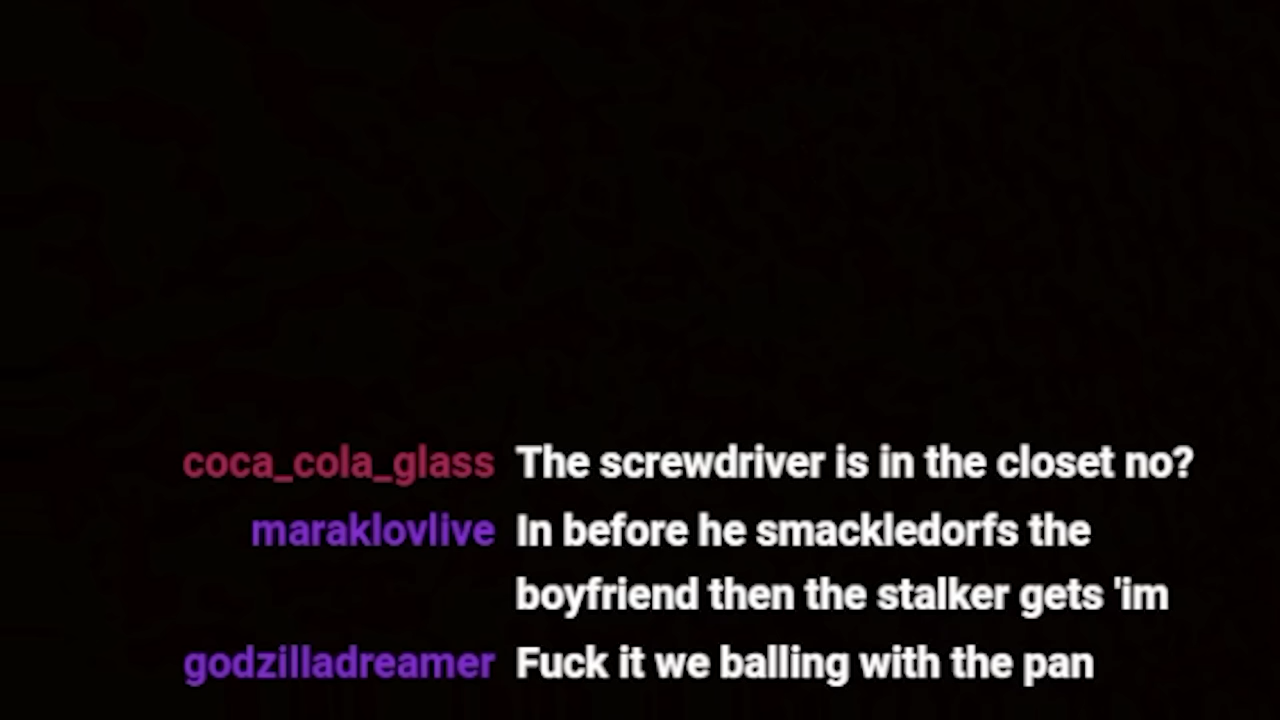 coca_cola_glass The screwdriver is in the closet no?
maraklovlive In before he smackledorfs the
boyfriend then the stalker gets 'im
godzilladreamer Fuck it we balling with the pan